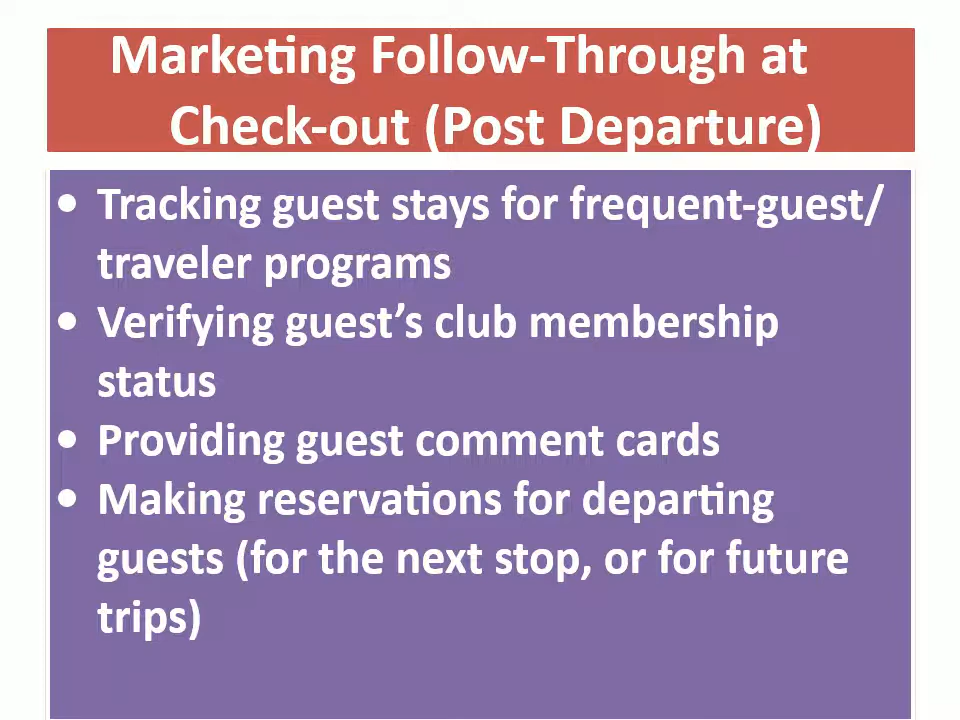 Marketing Follow-Through at
Check-out (Post Departure)
• Tracking guest stays for frequent-guest/
traveler programs
• Verifying guest’s club membership
status
• Providing guest comment cards
• Making reservations for departing
guests (for the next stop, or for future
trips)